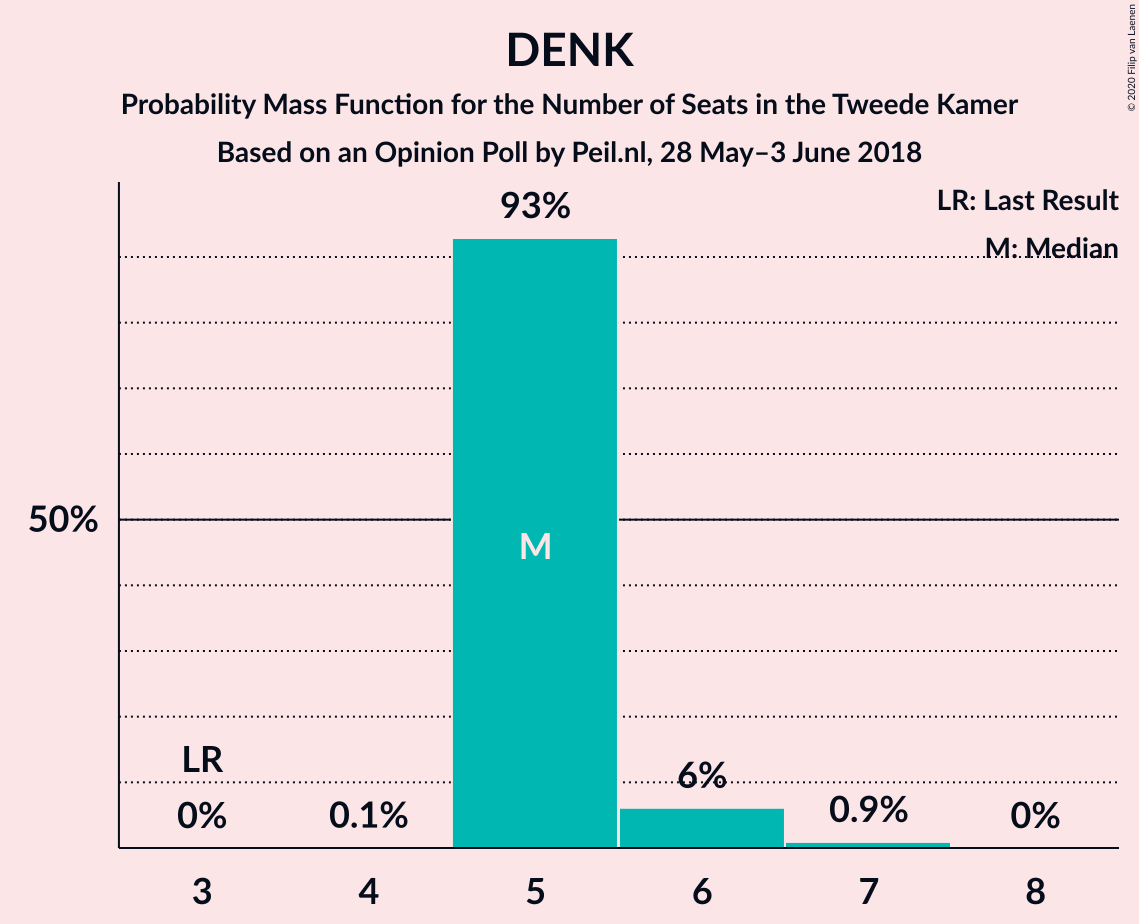 DENK
Probability Mass Function for the Number of Seats in the Tweede Kamer
Based on an Opinion Poll by Peil.nl, 28 May–3 June 2018
© 2020 Filip van Laenen
LR: Last Result
M: Median
93%
50%
M
LR
0%
0.1%
6%
0.9%
0%
3 4 5 6 7 8